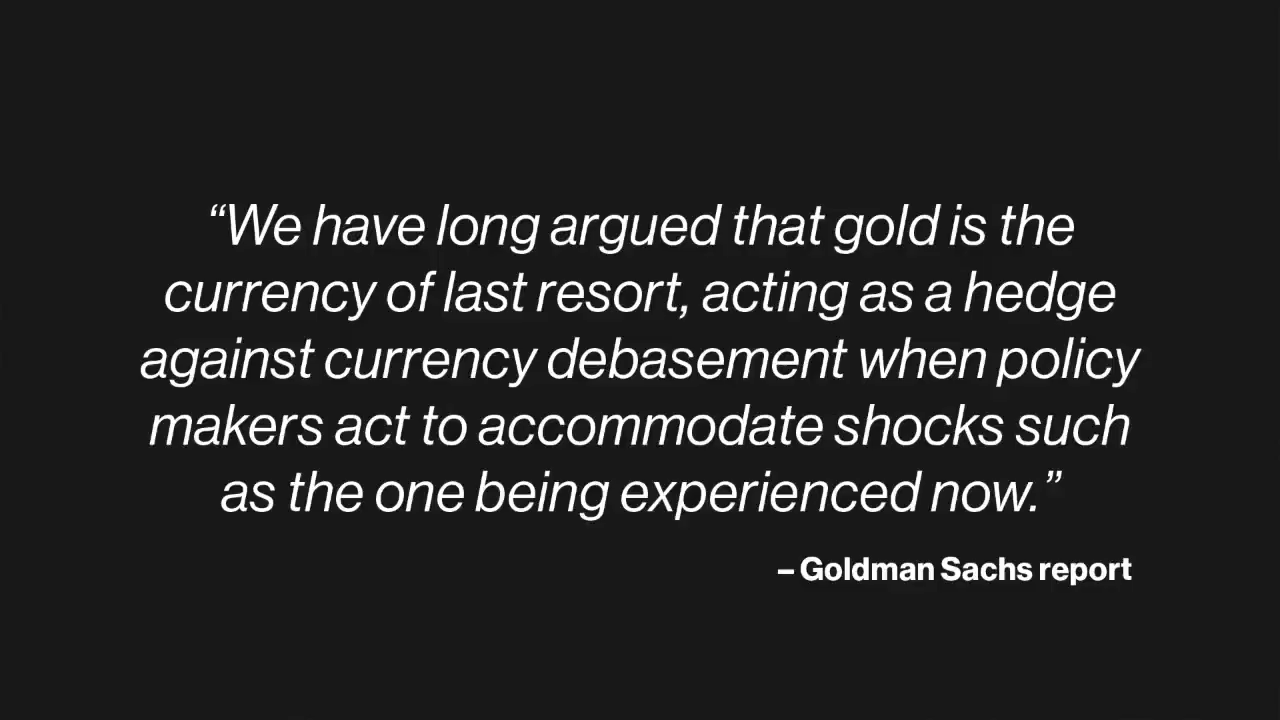 “We have long argued that gold is the
currency of last resort, acting as a hedge
against currency debasement when policy
makers act to accommodate shocks such
as the one being experienced now.”
– Goldman Sachs report